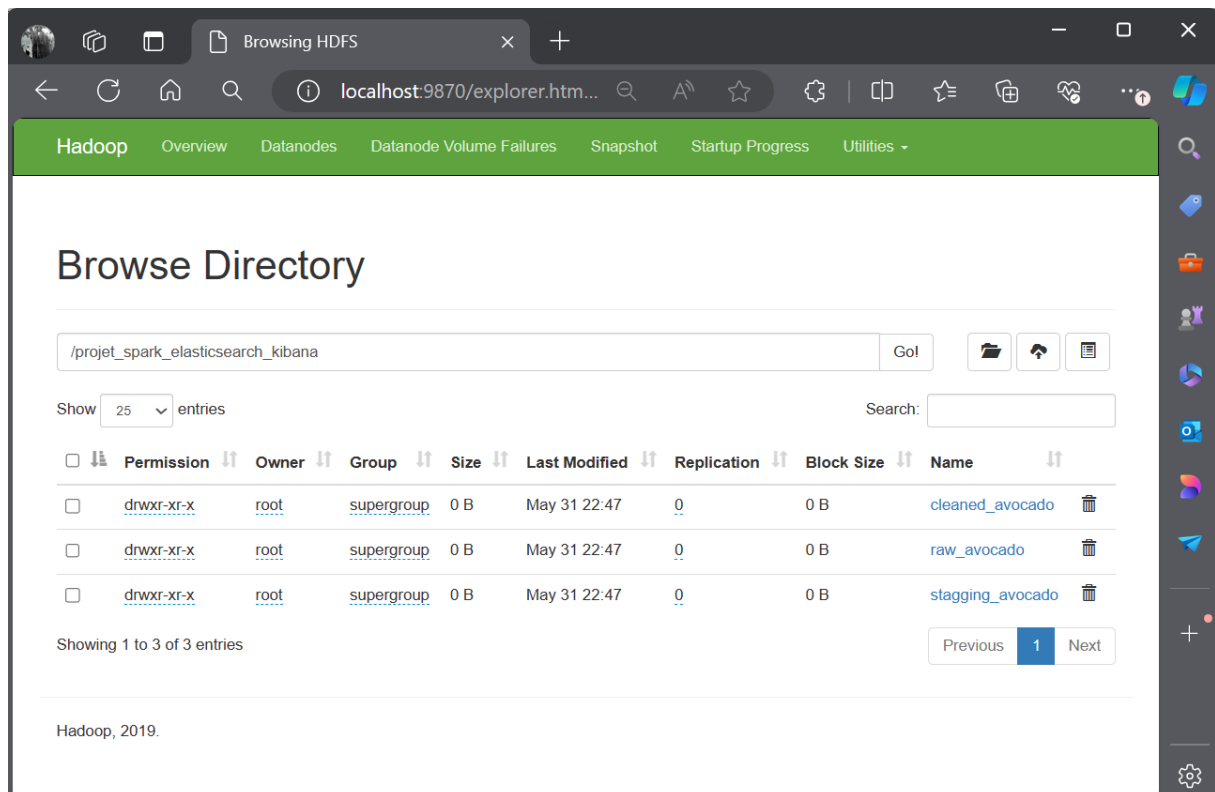 Browsing HDFS
localhost:9870/explorer.htm...
Hadoop Overview Datanodes Datanode Volume Failures Snapshot Startup Progress Utilities
Browse Directory
/projet_spark_elasticsearch_kibana Go!
Show 25 entries Search:
Permission Owner Group Size Last Modified Replication Block Size Name
drwxr-xr-x root supergroup 0 B May 31 22:47 0 0 B cleaned_avocado
drwxr-xr-x root supergroup 0 B May 31 22:47 0 0 B raw_avocado
drwxr-xr-x root supergroup 0 B May 31 22:47 0 0 B stagging_avocado
Showing 1 to 3 of 3 entries Previous 1 Next
Hadoop, 2019.